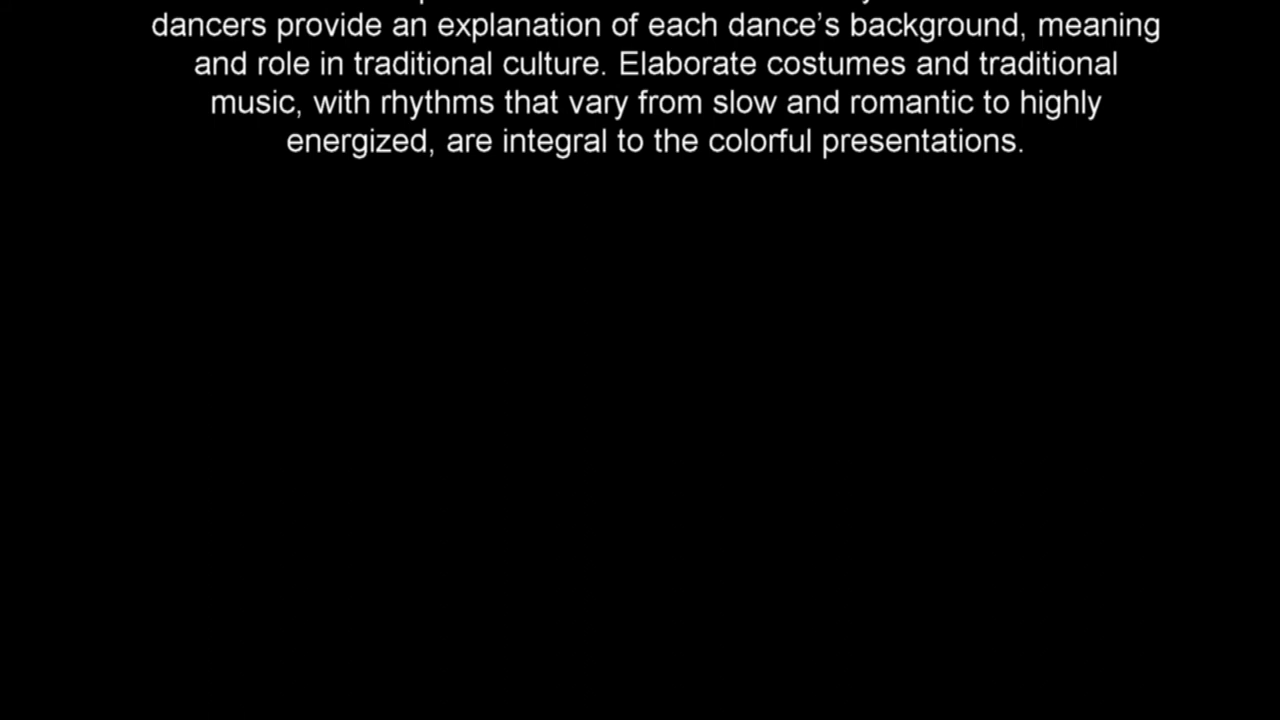 dancers provide an explanation of each dance’s background, meaning
and role in traditional culture. Elaborate costumes and traditional
music, with rhythms that vary from slow and romantic to highly
energized, are integral to the colorful presentations.